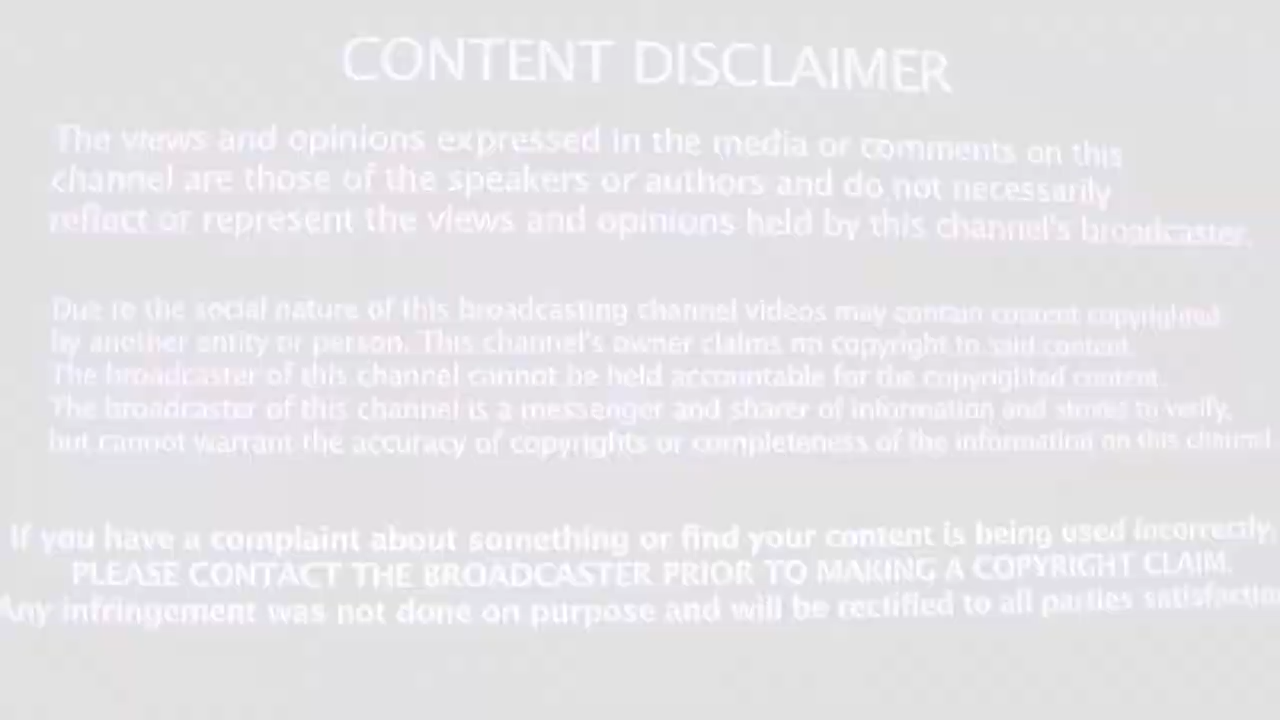 CONTENT DISCLAIMER
The views and opinions expressed in the media or comments on this
channel are those of the speakers or authors and do not necessarily
reflect or represent the views and opinions held by this channel's broadcaster.
Due to the social nature of this broadcasting channel videos may contain content copyrighted
by another entity or person. This channel's owner claims no copyright to said content.
The broadcaster of this channel cannot be held accountable for the copyrighted content.
The broadcaster of this channel is a messenger and sharer of information and strives to verify,
but cannot warrant the accuracy of copyrights or completeness of the information on this channel.
If you have a complaint about something or find your content is being used incorrectly,
PLEASE CONTACT THE BROADCASTER PRIOR TO MAKING A COPYRIGHT CLAIM.
Any infringement was not done on purpose and will be rectified to all parties satisfaction